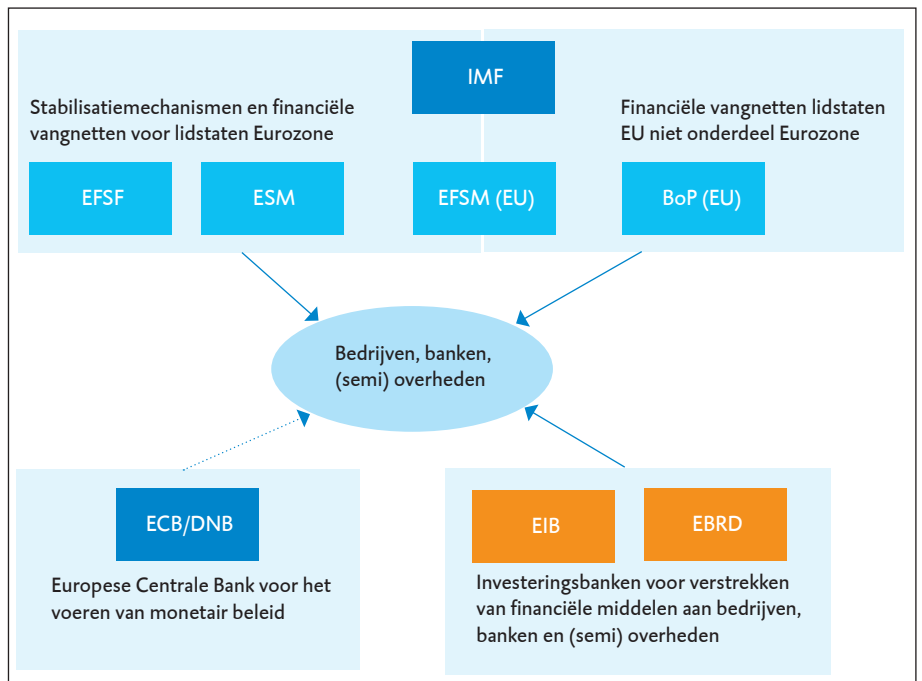 IMF
Stabilisatiemechanismen en financiële
vangnetten voor lidstaten Eurozone
Financiële vangnetten lidstaten
EU niet onderdeel Eurozone
EFSF
ESM
EFSM (EU)
BoP (EU)
Bedrijven, banken,
(semi) overheden
ECB/DNB
Europese Centrale Bank voor het
voeren van monetair beleid
EIB
EBRD
Investeringsbanken voor verstrekken
van financiële middelen aan bedrijven,
banken en (semi) overheden